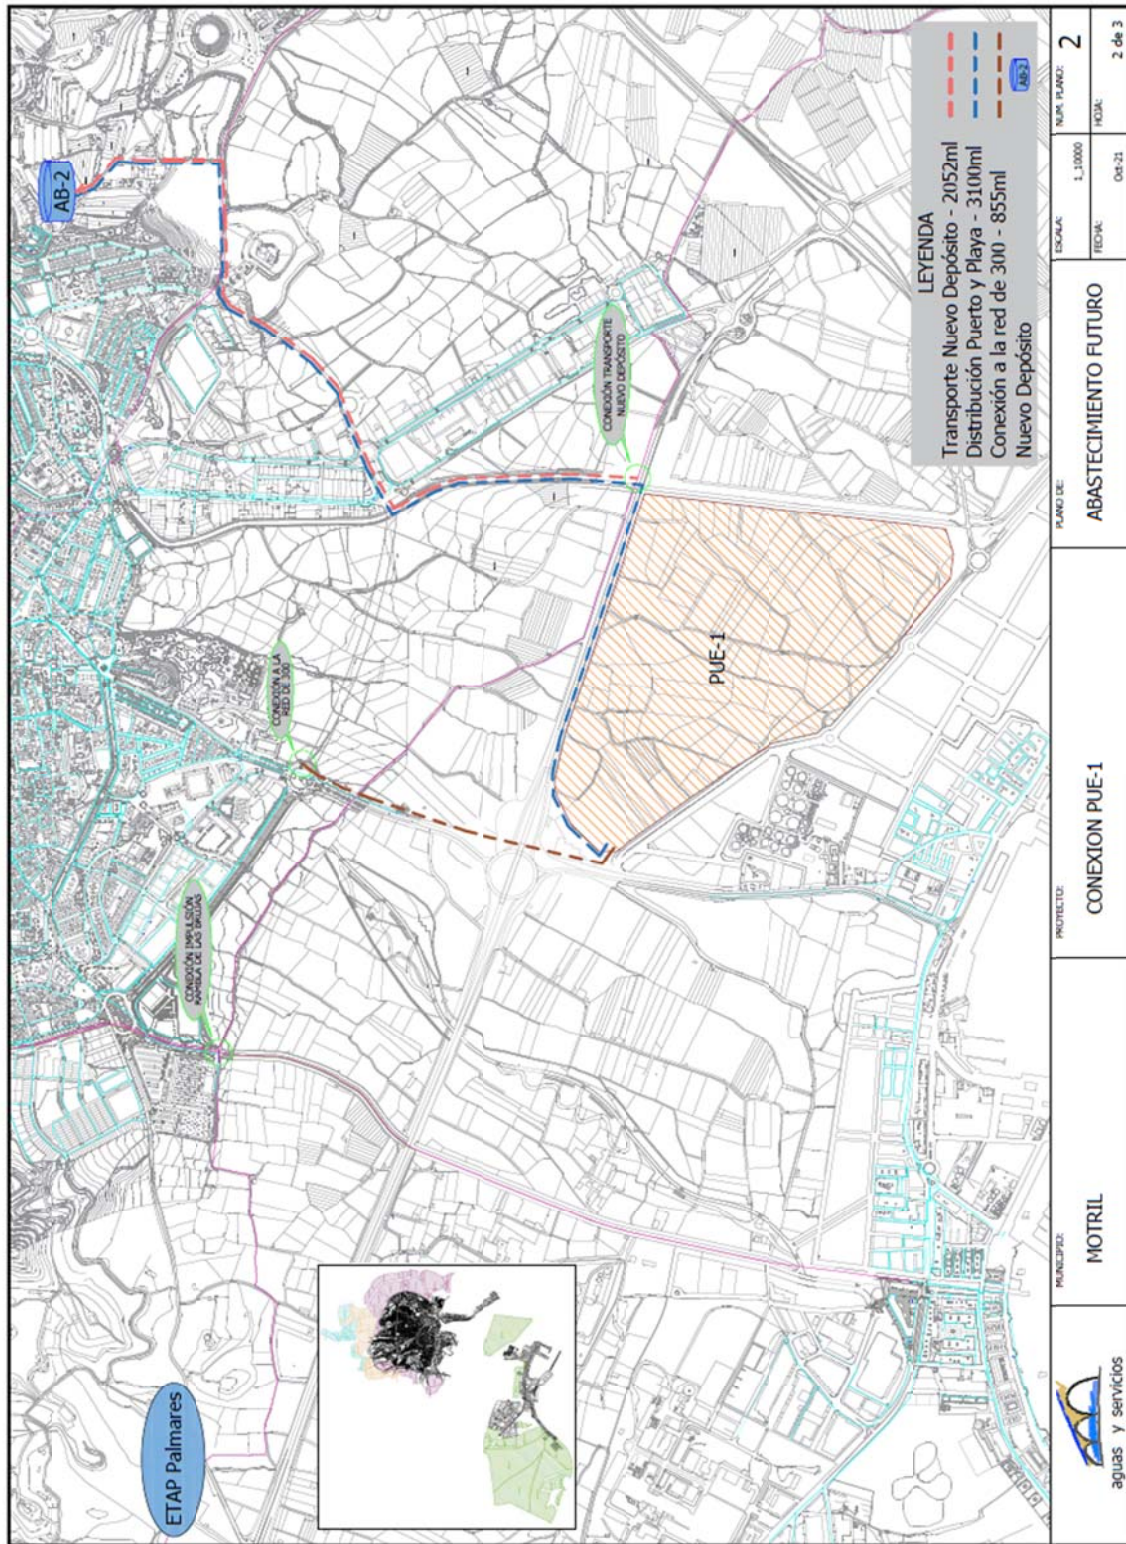 ETAP Palmares
AB-2
CONEXIÓN IMPULSIÓN
RAMBLA DE LAS BRUJAS
CONEXION A LA
RED DE 300
CONEXIÓN TRANSPORTE
NUEVO DEPÓSITO
PUE-1
LEYENDA
Transporte Nuevo Depósito - 2052ml
Distribución Puerto y Playa - 3100ml
Conexión a la red de 300 - 855ml
Nuevo Depósito
AB-2
aguas y servicios
MUNICIPIO:
MOTRIL
PROYECTO:
CONEXION PUE-1
PLANO DE:
ABASTECIMIENTO FUTURO
ESCALA:
1_10000
FECHA:
Oct-21
NUM. PLANO:
2
HOJA:
2 de 3